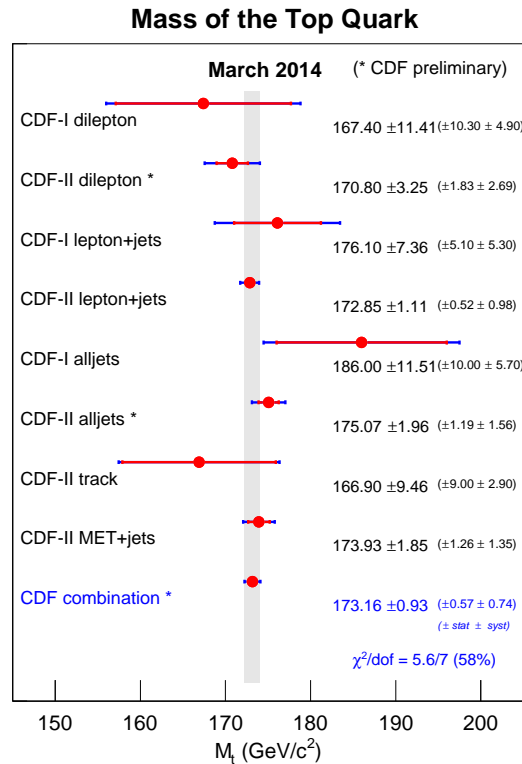 Mass of the Top Quark
March 2014 (* CDF preliminary)
CDF-I dilepton 167.40 ±11.41 (±10.30 ± 4.90)
CDF-II dilepton * 170.80 ±3.25 (±1.83 ± 2.69)
CDF-I lepton+jets 176.10 ±7.36 (±5.10 ± 5.30)
CDF-II lepton+jets 172.85 ±1.11 (±0.52 ± 0.98)
CDF-I alljets 186.00 ±11.51 (±10.00 ± 5.70)
CDF-II alljets * 175.07 ±1.96 (±1.19 ± 1.56)
CDF-II track 166.90 ±9.46 (±9.00 ± 2.90)
CDF-II MET+jets 173.93 ±1.85 (±1.26 ± 1.35)
CDF combination * 173.16 ±0.93 (±0.57 ± 0.74)
(± stat ± syst)
χ²/dof = 5.6/7 (58%)
150 160 170 180 190 200
Mₜ (GeV/c²)